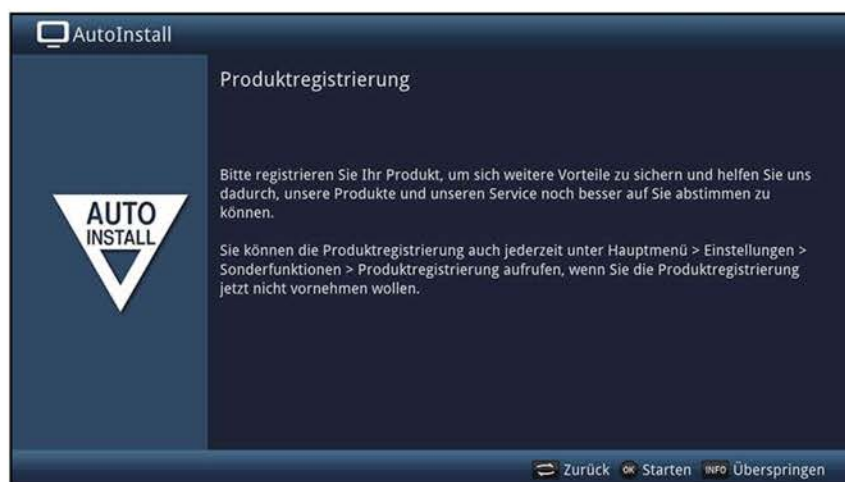 AutoInstall
Produktregistrierung
AUTO
INSTALL
Bitte registrieren Sie Ihr Produkt, um sich weitere Vorteile zu sichern und helfen Sie uns
dadurch, unsere Produkte und unseren Service noch besser auf Sie abstimmen zu
können.
Sie können die Produktregistrierung auch jederzeit unter Hauptmenü > Einstellungen >
Sonderfunktionen > Produktregistrierung aufrufen, wenn Sie die Produktregistrierung
jetzt nicht vornehmen wollen.
Zurück OK Starten INFO Überspringen